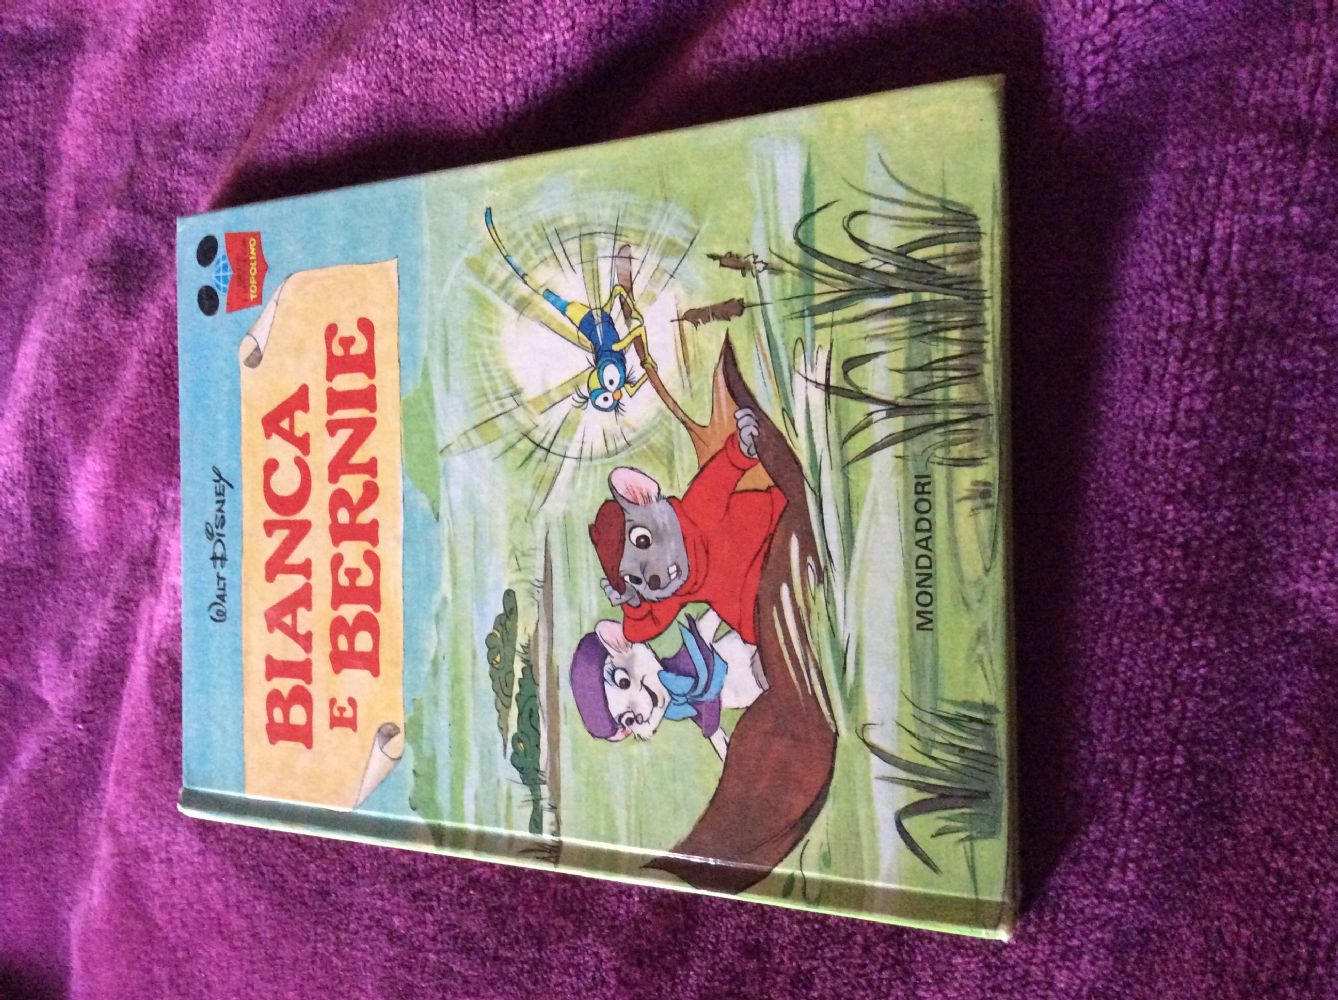 TOPOLINO
WALT DISNEY
BIANCA
E BERNIE
MONDADORI